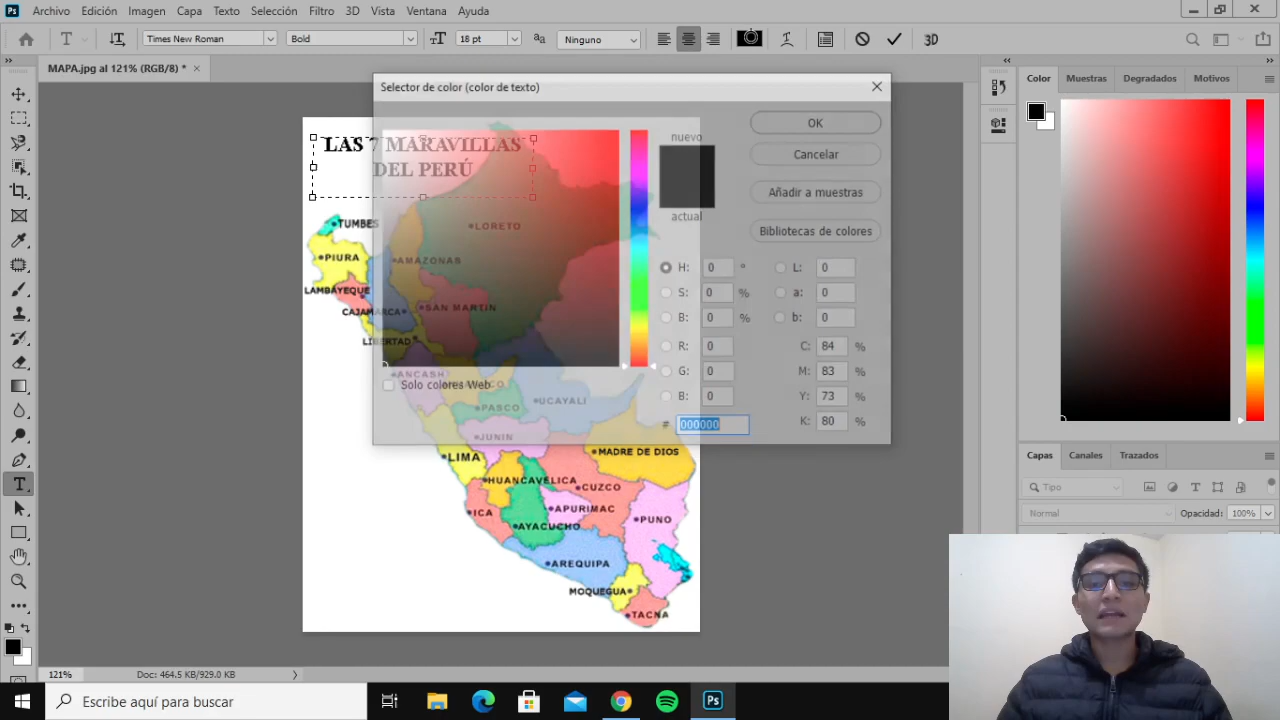 Ps Archivo Edición Imagen Capa Texto Selección Filtro 3D Vista Ventana Ayuda
T Times New Roman Bold 18 pt aa Ninguno 3D
MAPA.jpg al 121% (RGB/8) * ×
Color Muestras Degradados Motivos
Selector de color (color de texto)
LAS 7 MARAVILLAS
DEL PERÚ
nuevo
actual
OK
Cancelar
Añadir a muestras
Bibliotecas de colores
H: 0 °
S: 0 %
B: 0 %
R: 0
G: 0
B: 0
# 000000
L: 0
a: 0
b: 0
C: 84 %
M: 83 %
Y: 73 %
K: 80 %
Solo colores Web
TUMBES
LORETO
PIURA
AMAZONAS
LAMBAYEQUE
CAJAMARCA
SAN MARTIN
LIBERTAD
ANCASH
UCAYALI
PASCO
JUNIN
LIMA
MADRE DE DIOS
HUANCAVELICA
CUZCO
ICA
APURIMAC
PUNO
AYACUCHO
AREQUIPA
MOQUEGUA
TACNA
Capas Canales Trazados
Tipo
Normal Opacidad: 100%
121% Doc: 464.5 KB/929.0 KB
Escribe aquí para buscar
Ps